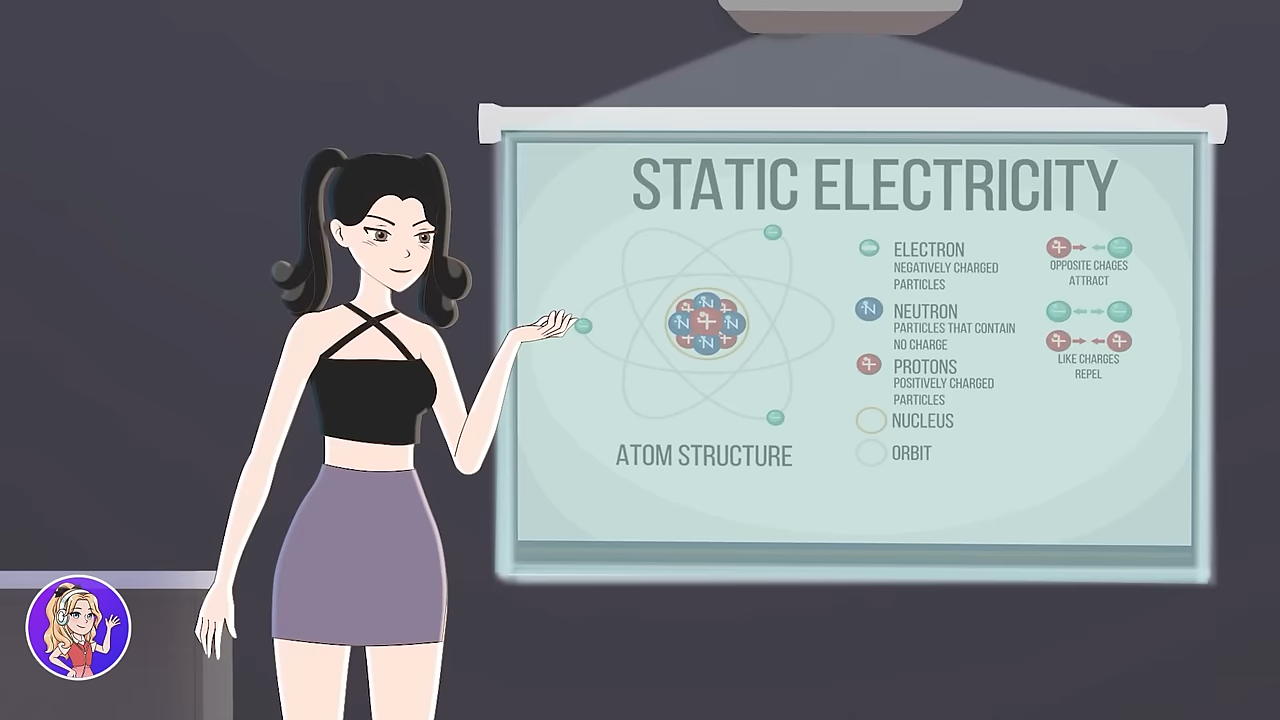 STATIC ELECTRICITY
ELECTRON
NEGATIVELY CHARGED
PARTICLES
N
NEUTRON
PARTICLES THAT CONTAIN
NO CHARGE
PROTONS
POSITIVELY CHARGED
PARTICLES
NUCLEUS
ORBIT
OPPOSITE CHAGES
ATTRACT
LIKE CHARGES
REPEL
N
N
N
N
ATOM STRUCTURE